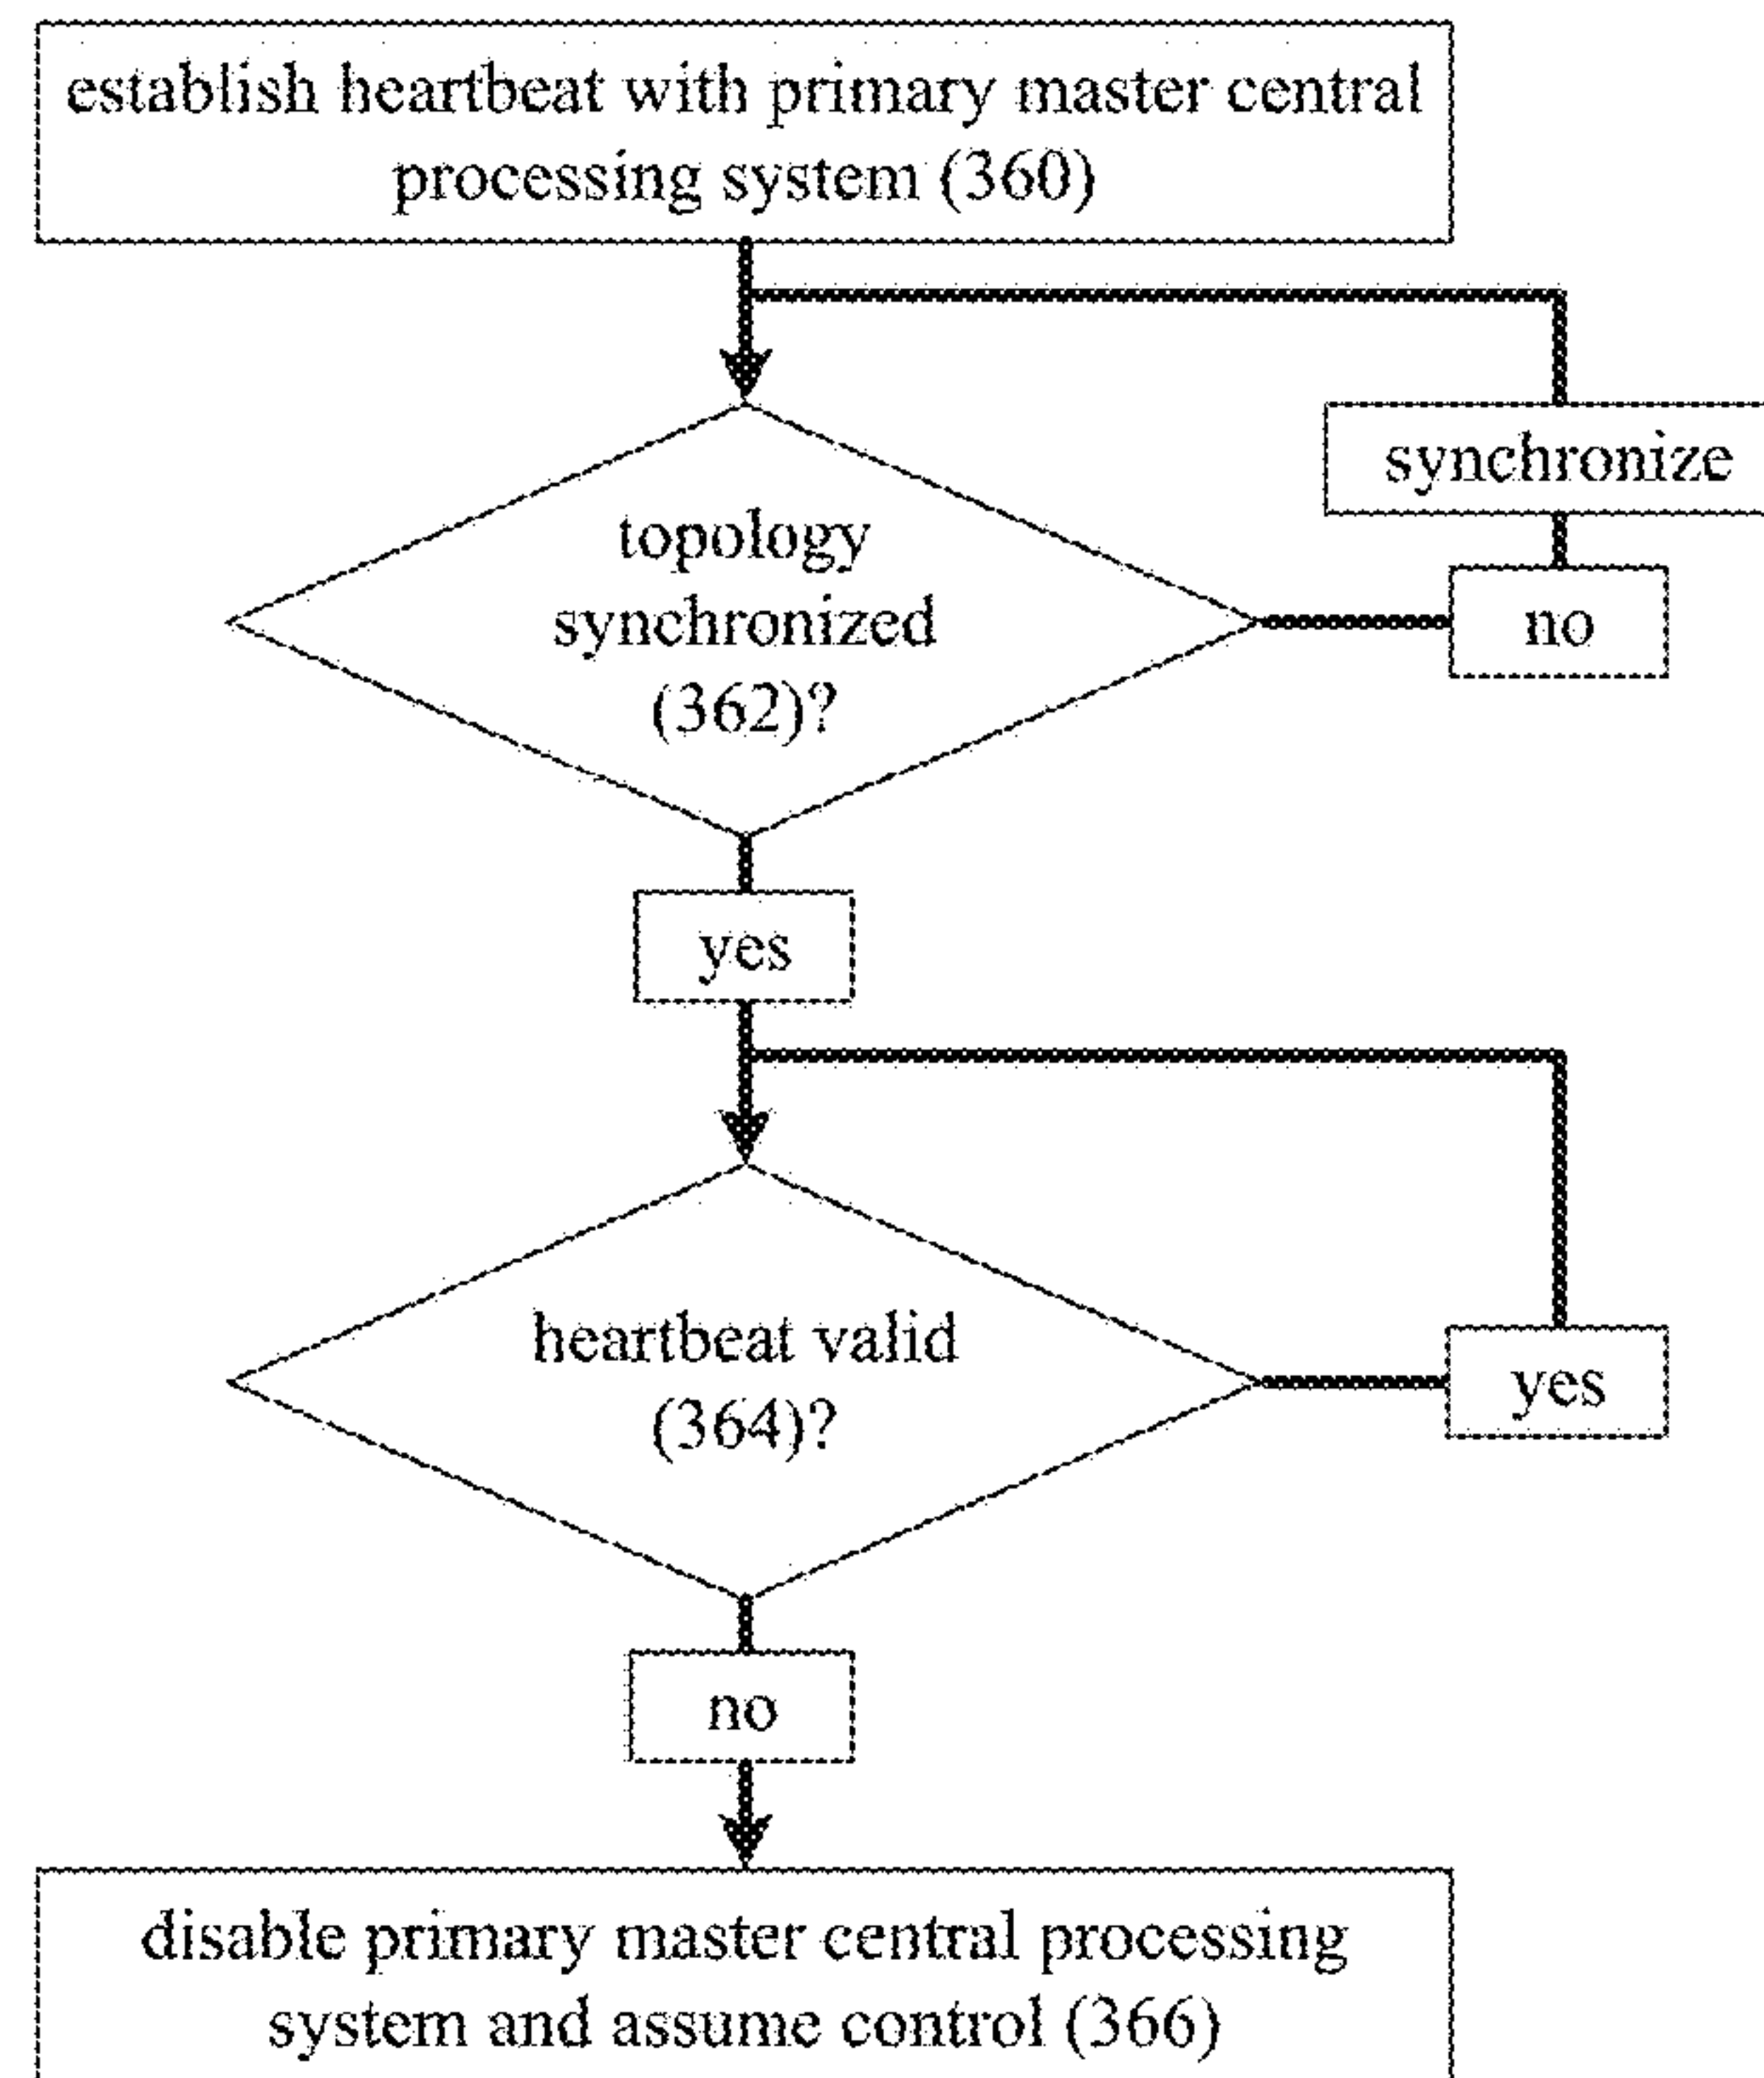 establish heartbeat with primary master central
processing system (360)
synchronize
topology
synchronized
(362)?
no
yes
heartbeat valid
(364)?
yes
no
disable primary master central processing
system and assume control (366)